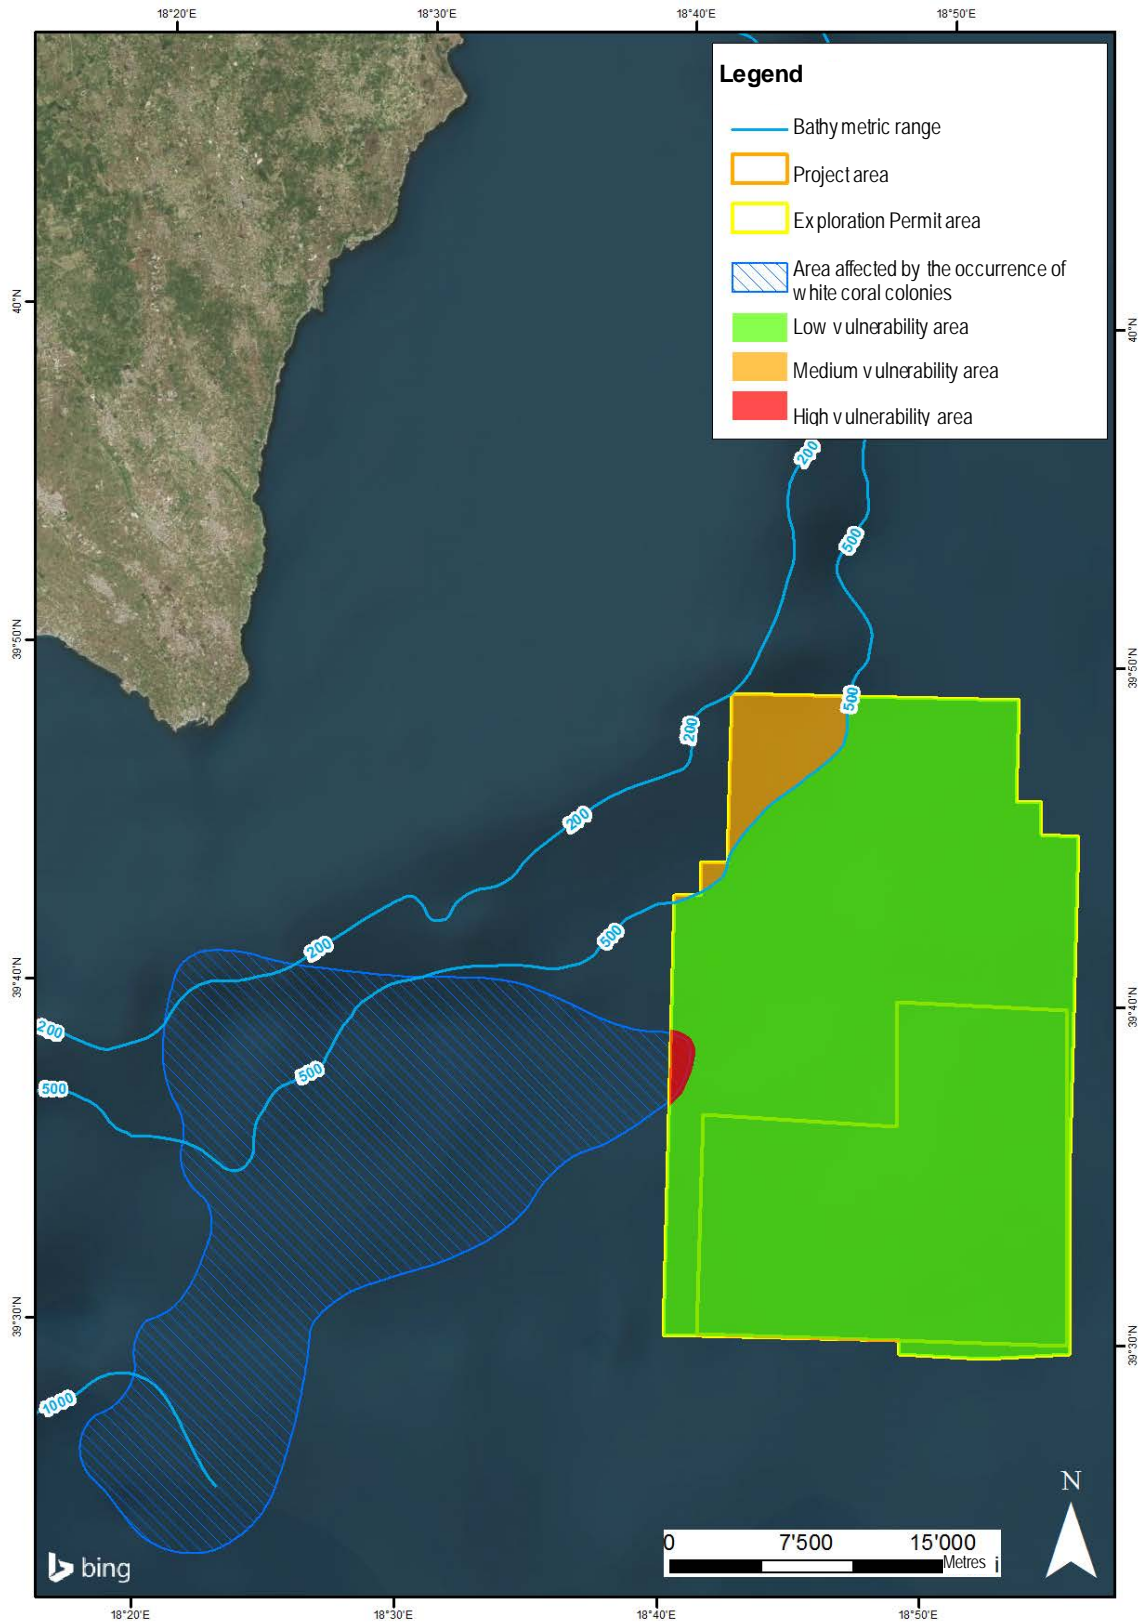 18°20'E 18°30'E 18°40'E 18°50'E
Legend
Bathymetric range
Project area
Exploration Permit area
Area affected by the occurrence of
white coral colonies
Low vulnerability area
Medium vulnerability area
High vulnerability area
40°N
40°N
200
500
39°50'N
39°50'N
500
200
200
500
200
39°40'N
39°40'N
200
500
500
39°30'N
39°30'N
1000
N
0 7'500 15'000
Metres
bing
18°20'E 18°30'E 18°40'E 18°50'E